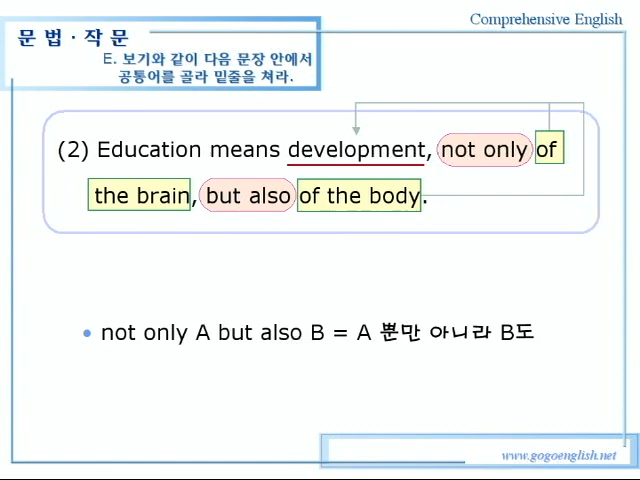 Comprehensive English
문 법 · 작 문
E. 보기와 같이 다음 문장 안에서
공통어를 골라 밑줄을 쳐라.
(2) Education means development, not only of
the brain, but also of the body.
• not only A but also B = A 뿐만 아니라 B도
www.gogoenglish.net